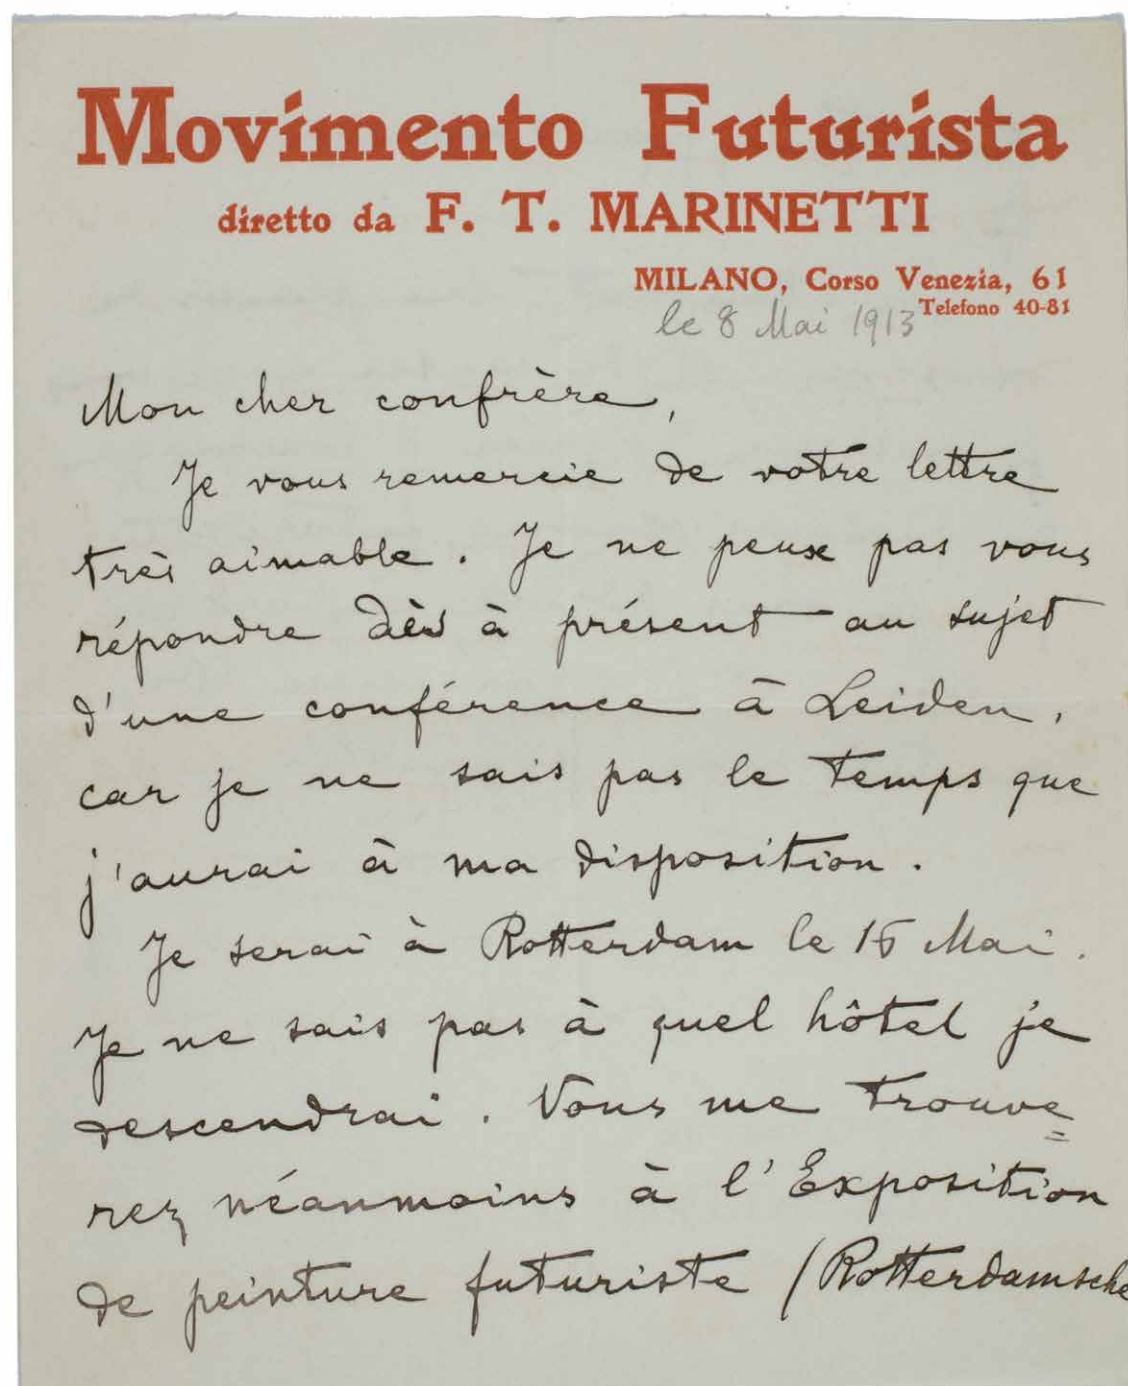 Movimento Futurista
diretto da F. T. MARINETTI
MILANO, Corso Venezia, 61
Telefono 40-81
le 8 Mai 1913
Mon cher confrère,
Je vous remercie de votre lettre
très aimable. Je ne peux pas vous
répondre dès à présent au sujet
d'une conférence à Leiden,
car je ne sais pas le temps que
j'aurai à ma disposition.
Je serai à Rotterdam le 15 Mai.
Je ne sais pas à quel hôtel je
descendrai. Vous me trouve=
rez néanmoins à l'Exposition
de peinture futuriste (Rotterdamsche